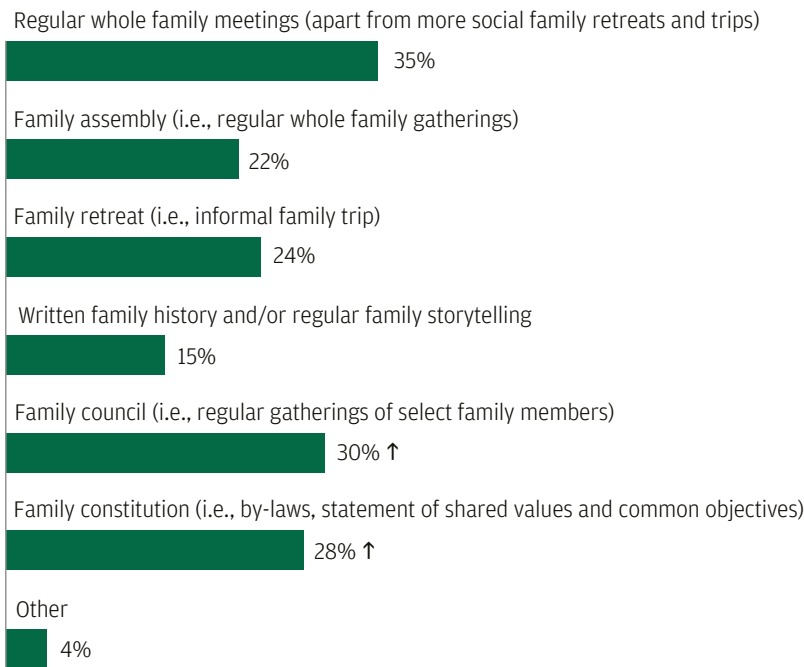 Regular whole family meetings (apart from more social family retreats and trips)
35%
Family assembly (i.e., regular whole family gatherings)
22%
Family retreat (i.e., informal family trip)
24%
Written family history and/or regular family storytelling
15%
Family council (i.e., regular gatherings of select family members)
30% ↑
Family constitution (i.e., by-laws, statement of shared values and common objectives)
28% ↑
Other
4%